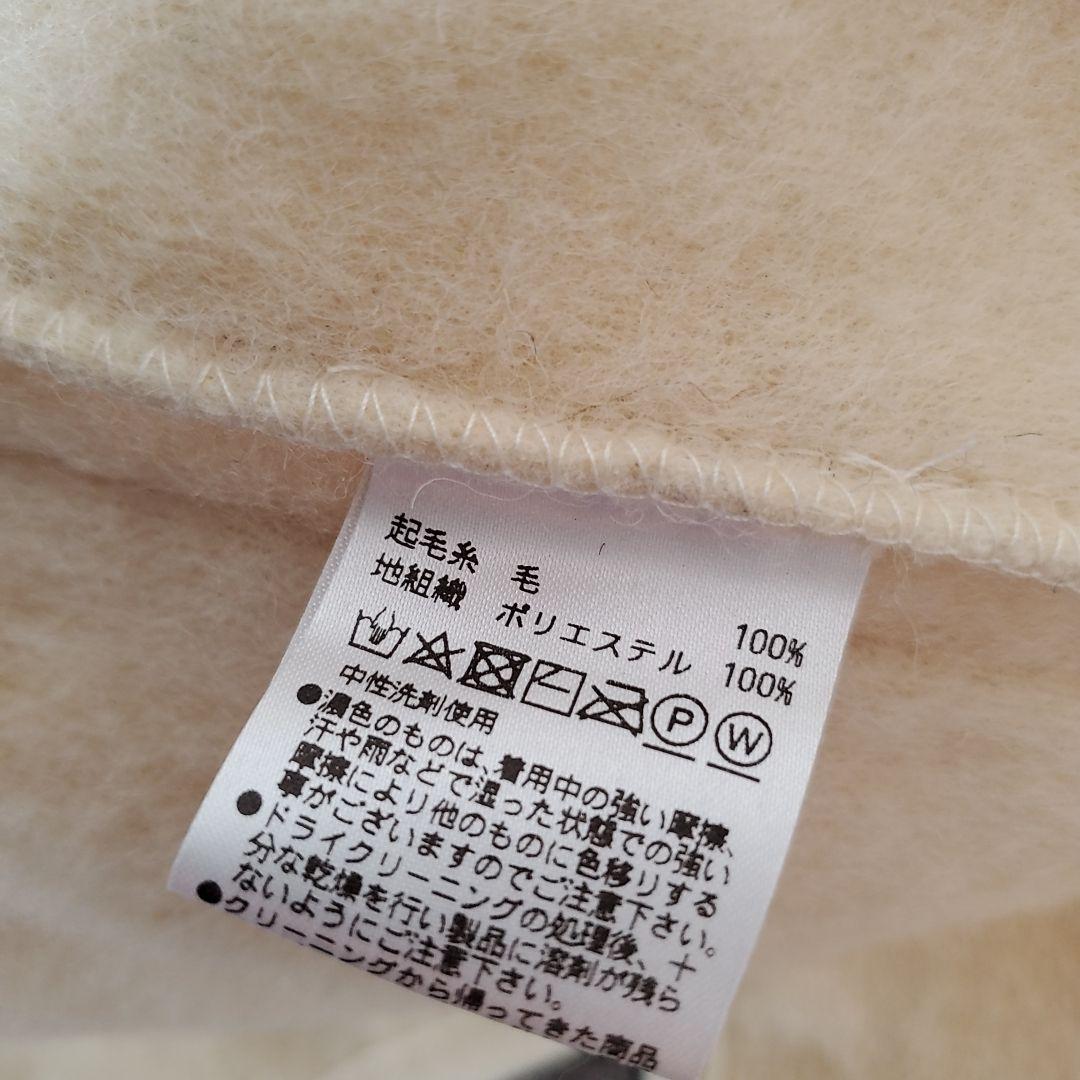 起毛糸 毛 100%
地組織 ポリエステル 100%
P W
中性洗剤使用
●濃色のものは、着用中の強い摩擦、
汗や雨などで湿った状態での強い
摩擦により他のものに色移りする
事がございますのでご注意下さい。
●ドライクリーニングの処理後、十
分な乾燥を行い製品に溶剤が残ら
ないようにご注意下さい。
●クリーニングから帰ってきた商品